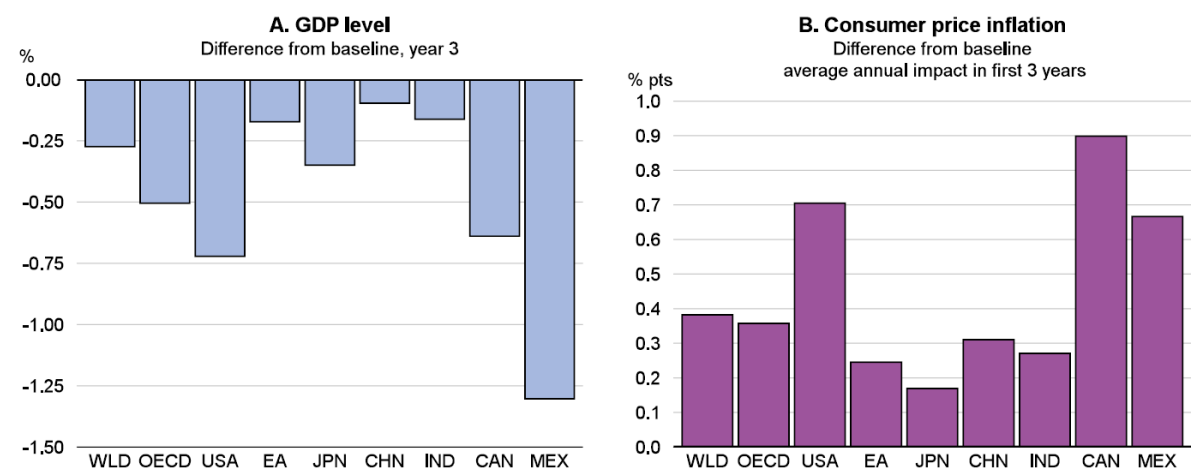 A. GDP level
Difference from baseline, year 3
%
0.00
-0.25
-0.50
-0.75
-1.00
-1.25
-1.50
WLD OECD USA EA JPN CHN IND CAN MEX
B. Consumer price inflation
Difference from baseline
average annual impact in first 3 years
% pts
1.0
0.9
0.8
0.7
0.6
0.5
0.4
0.3
0.2
0.1
0.0
WLD OECD USA EA JPN CHN IND CAN MEX